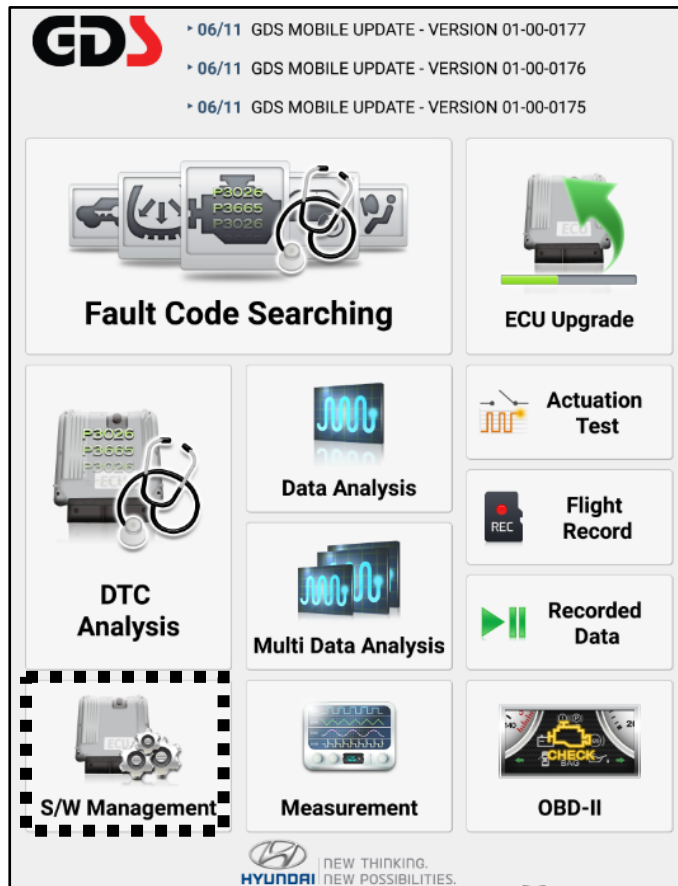 GDS
‣ 06/11 GDS MOBILE UPDATE - VERSION 01-00-0177
‣ 06/11 GDS MOBILE UPDATE - VERSION 01-00-0176
‣ 06/11 GDS MOBILE UPDATE - VERSION 01-00-0175
P3026
P3665
P3026
Fault Code Searching
ECU
ECU Upgrade
P3026
P3665
P3026
ECU
DTC
Analysis
Data Analysis
Multi Data Analysis
Actuation
Test
REC
Flight
Record
Recorded
Data
ECU
S/W Management
Measurement
CHECK
OBD-II
HYUNDAI
NEW THINKING.
NEW POSSIBILITIES.